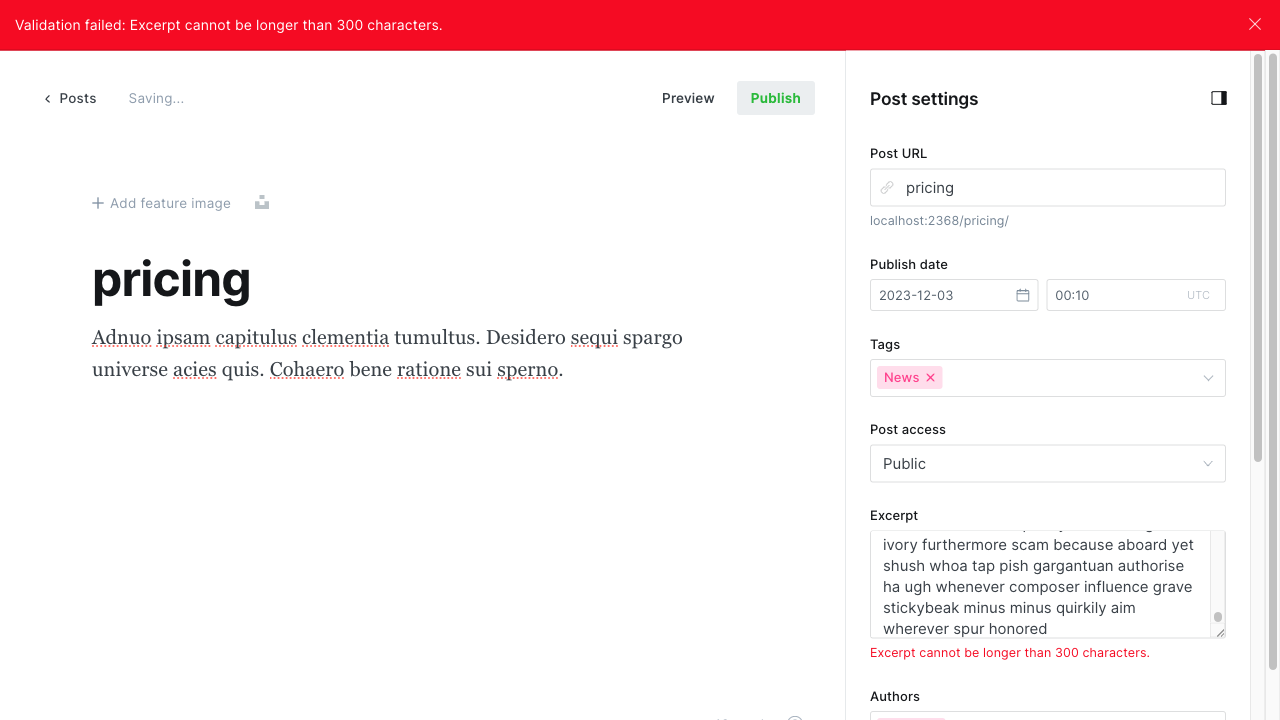 Validation failed: Excerpt cannot be longer than 300 characters.
Posts
Saving...
Preview
Publish
Add feature image
pricing
Adnuo ipsam capitulus clementia tumultus. Desidero sequi spargo
universe acies quis. Cohaero bene ratione sui sperno.
Post settings
Post URL
pricing
localhost:2368/pricing/
Publish date
2023-12-03
00:10
UTC
Tags
News
Post access
Public
Excerpt
ivory furthermore scam because aboard yet
shush whoa tap pish gargantuan authorise
ha ugh whenever composer influence grave
stickybeak minus minus quirkily aim
wherever spur honored
Excerpt cannot be longer than 300 characters.
Authors